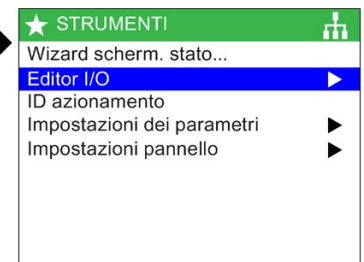 STRUMENTI
Wizard scherm. stato...
Editor I/O
ID azionamento
Impostazioni dei parametri
Impostazioni pannello